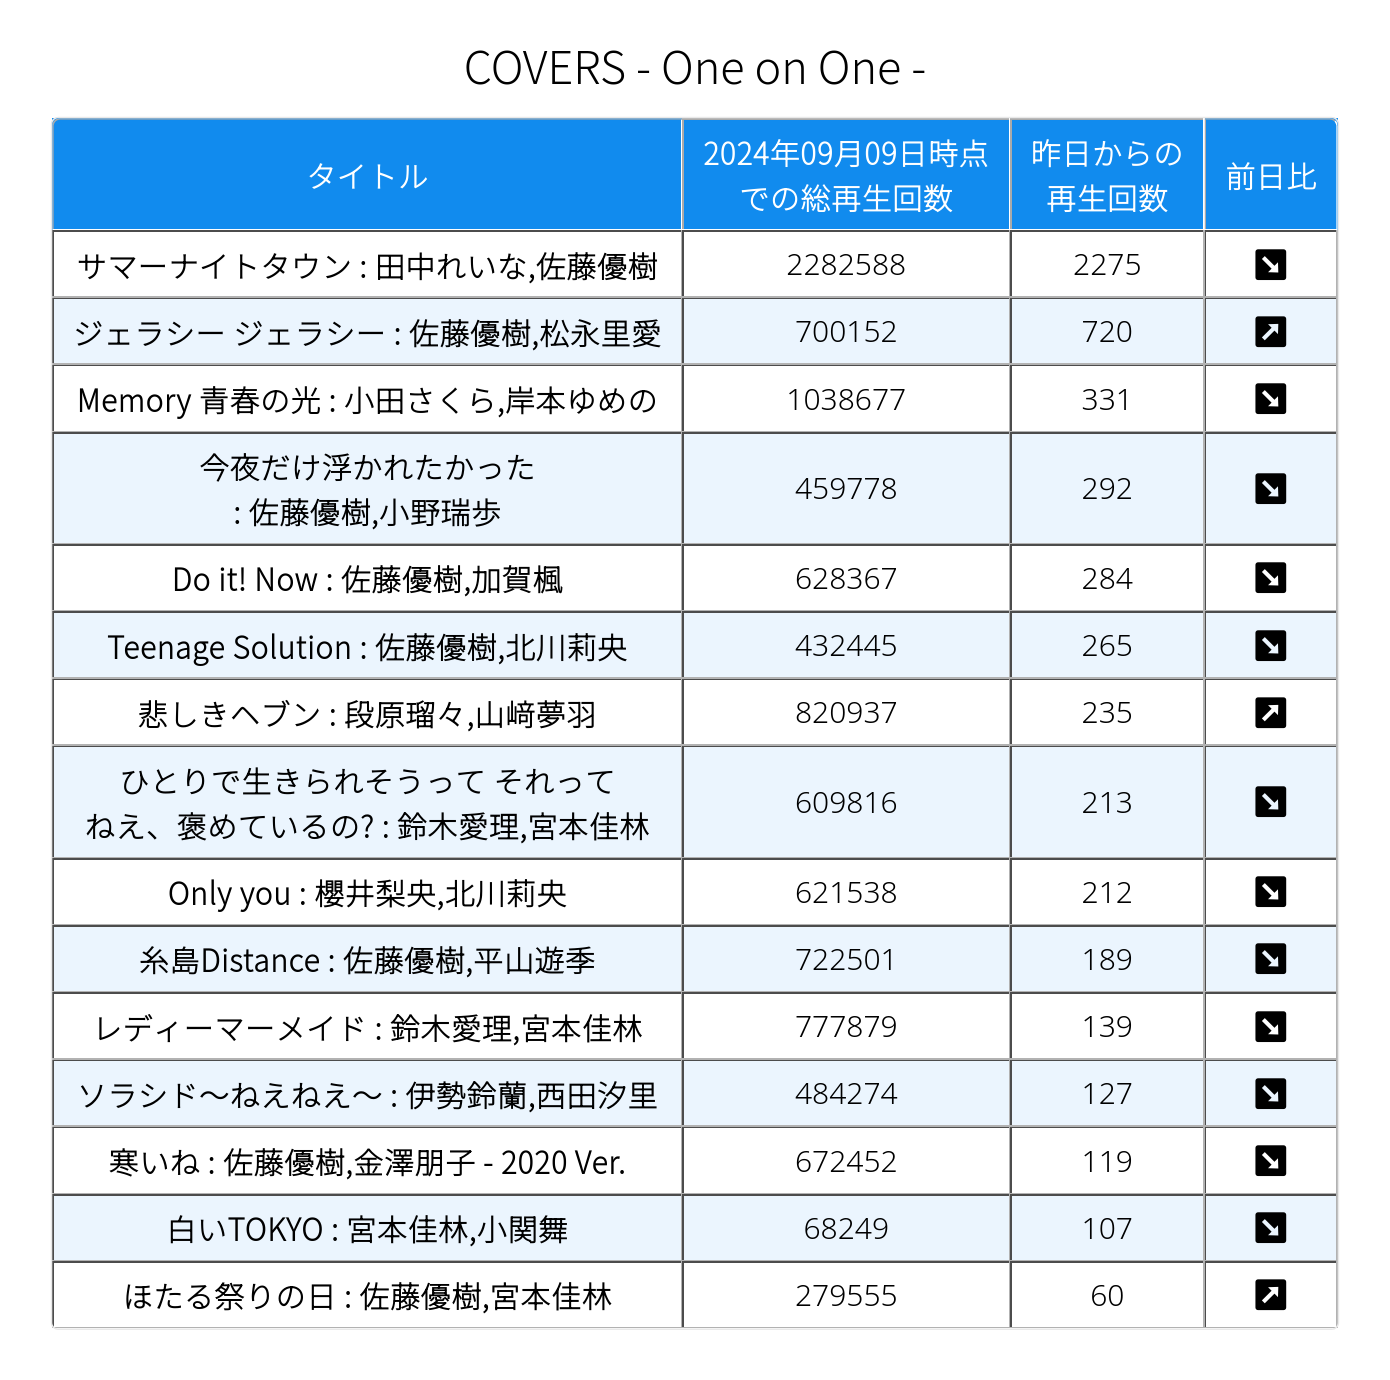 COVERS - One on One -
タイトル
2024年09月09日時点
での総再生回数
昨日からの
再生回数
前日比
サマーナイトタウン : 田中れいな,佐藤優樹
2282588
2275
ジェラシー ジェラシー : 佐藤優樹,松永里愛
700152
720
Memory 青春の光 : 小田さくら,岸本ゆめの
1038677
331
今夜だけ浮かれたかった
: 佐藤優樹,小野瑞歩
459778
292
Do it! Now : 佐藤優樹,加賀楓
628367
284
Teenage Solution : 佐藤優樹,北川莉央
432445
265
悲しきヘブン : 段原瑠々,山﨑夢羽
820937
235
ひとりで生きられそうって それって
ねえ、褒めているの? : 鈴木愛理,宮本佳林
609816
213
Only you : 櫻井梨央,北川莉央
621538
212
糸島Distance : 佐藤優樹,平山遊季
722501
189
レディーマーメイド : 鈴木愛理,宮本佳林
777879
139
ソラシド〜ねえねえ〜 : 伊勢鈴蘭,西田汐里
484274
127
寒いね : 佐藤優樹,金澤朋子 - 2020 Ver.
672452
119
白いTOKYO : 宮本佳林,小関舞
68249
107
ほたる祭りの日 : 佐藤優樹,宮本佳林
279555
60